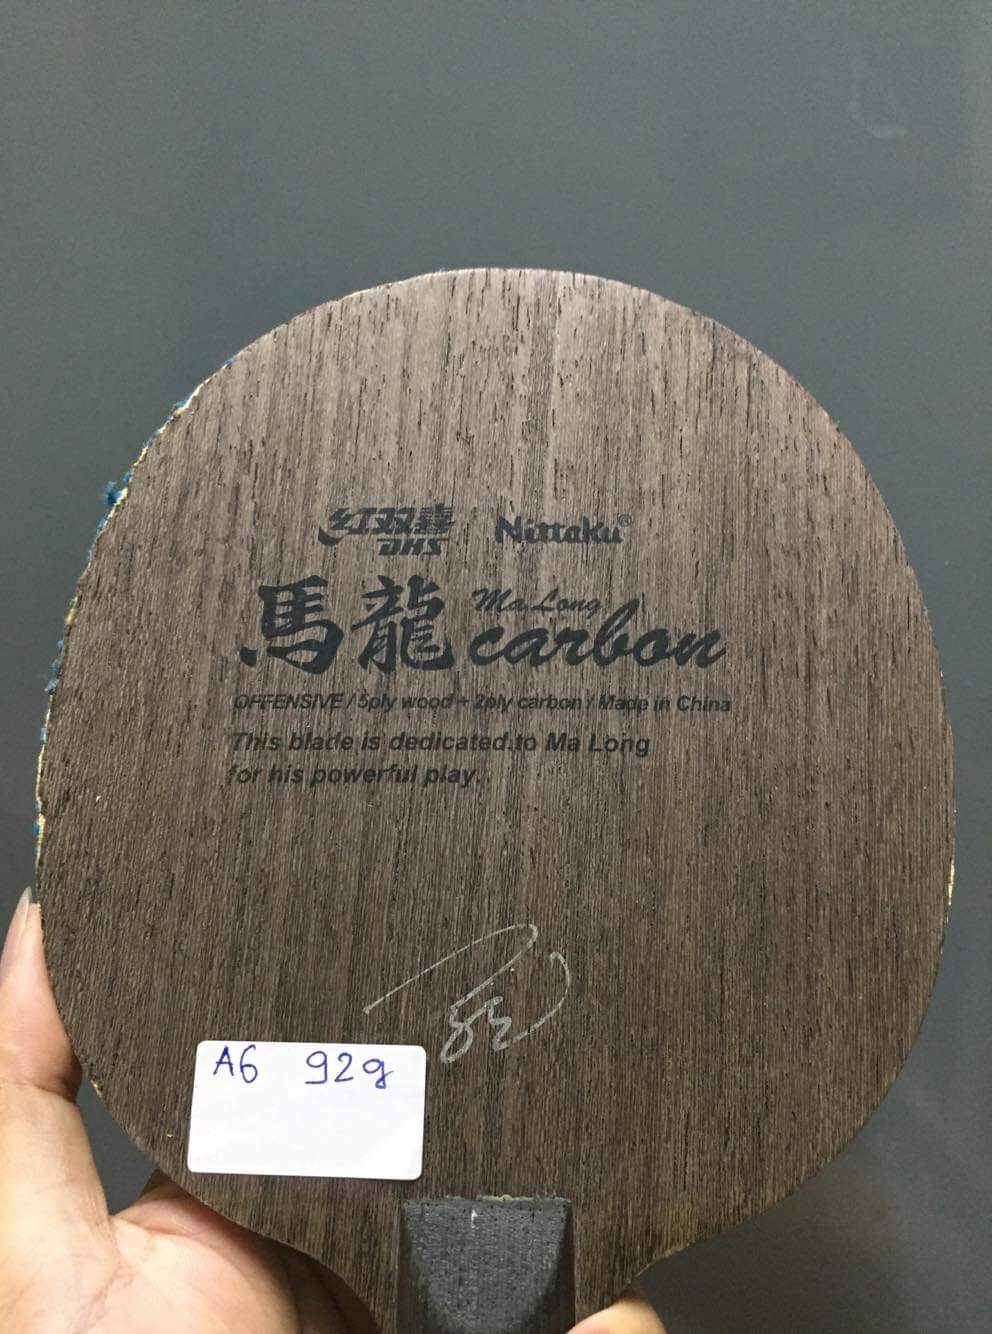 红双喜 DHS Nittaku®
馬龍 Ma Long carbon
OFFENSIVE / 5ply wood + 2ply carbon / Made in China
This blade is dedicated to Ma Long
for his powerful play.
A6 92g